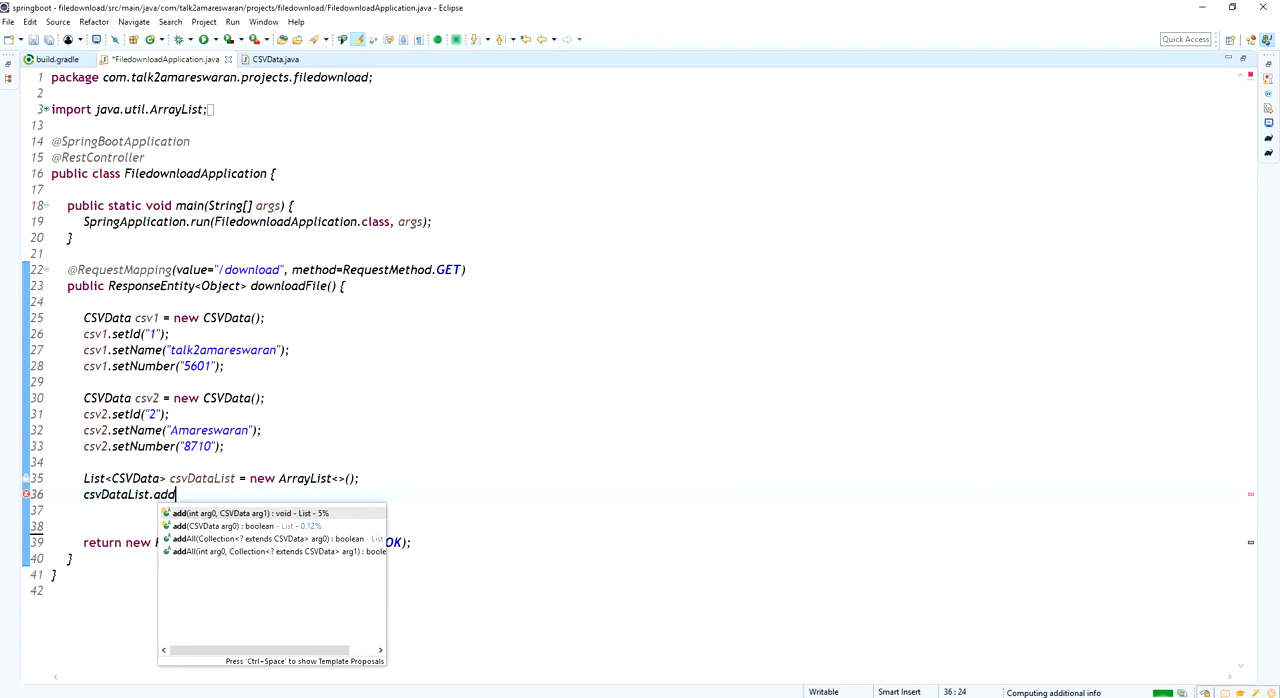 springboot - filedownload/src/main/java/com/talk2amareswaran/projects/filedownload/FiledownloadApplication.java - Eclipse
File Edit Source Refactor Navigate Search Project Run Window Help
Quick Access
build.gradle *FiledownloadApplication.java CSVData.java
1 package com.talk2amareswaran.projects.filedownload;
2
3 import java.util.ArrayList;
13
14 @SpringBootApplication
15 @RestController
16 public class FiledownloadApplication {
17
18 public static void main(String[] args) {
19 SpringApplication.run(FiledownloadApplication.class, args);
20 }
21
22 @RequestMapping(value="/download", method=RequestMethod.GET)
23 public ResponseEntity<Object> downloadFile() {
24
25 CSVData csv1 = new CSVData();
26 csv1.setId("1");
27 csv1.setName("talk2amareswaran");
28 csv1.setNumber("5601");
29
30 CSVData csv2 = new CSVData();
31 csv2.setId("2");
32 csv2.setName("Amareswaran");
33 csv2.setNumber("8710");
34
35 List<CSVData> csvDataList = new ArrayList<>();
36 csvDataList.add
37
add(int arg0, CSVData arg1) : void - List - 5%
38
add(CSVData arg0) : boolean - List - 0.12%
addAll(Collection<? extends CSVData> arg0) : boolean - List
39 return new OK);
addAll(int arg0, Collection<? extends CSVData> arg1) : boole
40 }
41 }
42
Press 'Ctrl+Space' to show Template Proposals
Writable Smart Insert 36 : 24 Computing additional info